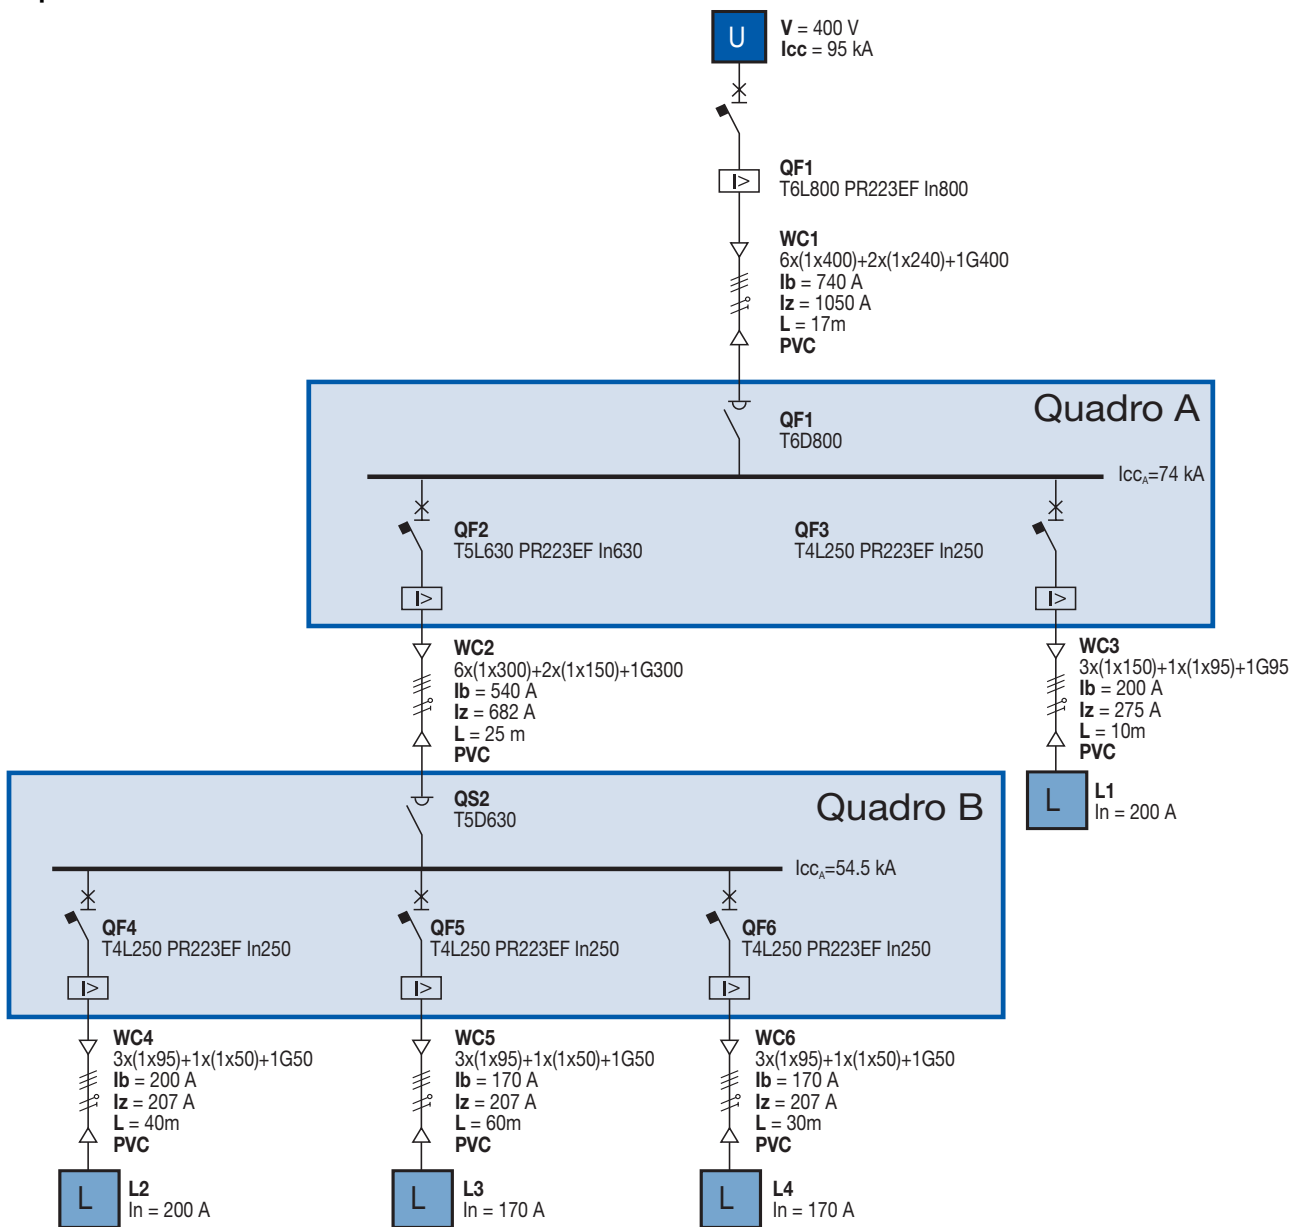 U
V = 400 V
Icc = 95 kA
QF1
T6L800 PR223EF In800
I>
WC1
6x(1x400)+2x(1x240)+1G400
Ib = 740 A
Iz = 1050 A
L = 17m
PVC
Quadro A
QF1
T6D800
IccA=74 kA
QF2
T5L630 PR223EF In630
I>
QF3
T4L250 PR223EF In250
I>
WC2
6x(1x300)+2x(1x150)+1G300
Ib = 540 A
Iz = 682 A
L = 25 m
PVC
WC3
3x(1x150)+1x(1x95)+1G95
Ib = 200 A
Iz = 275 A
L = 10m
PVC
L
L1
In = 200 A
Quadro B
QS2
T5D630
IccA=54.5 kA
QF4
T4L250 PR223EF In250
I>
QF5
T4L250 PR223EF In250
I>
QF6
T4L250 PR223EF In250
I>
WC4
3x(1x95)+1x(1x50)+1G50
Ib = 200 A
Iz = 207 A
L = 40m
PVC
WC5
3x(1x95)+1x(1x50)+1G50
Ib = 170 A
Iz = 207 A
L = 60m
PVC
WC6
3x(1x95)+1x(1x50)+1G50
Ib = 170 A
Iz = 207 A
L = 30m
PVC
L
L2
In = 200 A
L
L3
In = 170 A
L
L4
In = 170 A